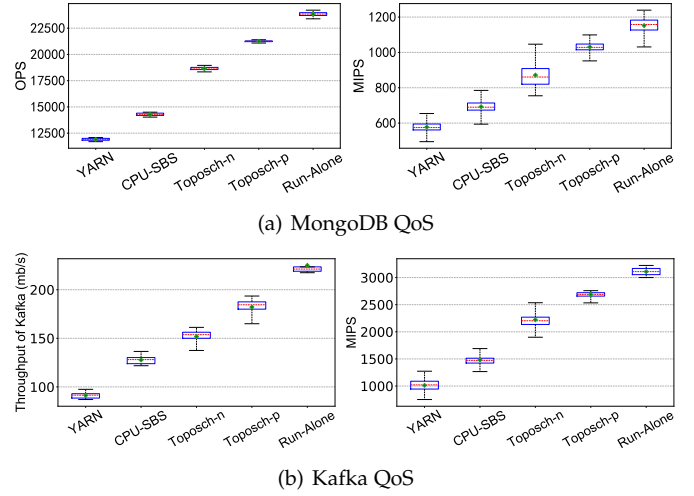 22500
20000
17500
15000
12500
OPS
YARN
CPU-SBS
Toposch-n
Toposch-p
Run-Alone
1200
1000
800
600
MIPS
YARN
CPU-SBS
Toposch-n
Toposch-p
Run-Alone
(a) MongoDB QoS
200
150
100
Throughput of Kafka (mb/s)
YARN
CPU-SBS
Toposch-n
Toposch-p
Run-Alone
3000
2500
2000
1500
1000
MIPS
YARN
CPU-SBS
Toposch-n
Toposch-p
Run-Alone
(b) Kafka QoS